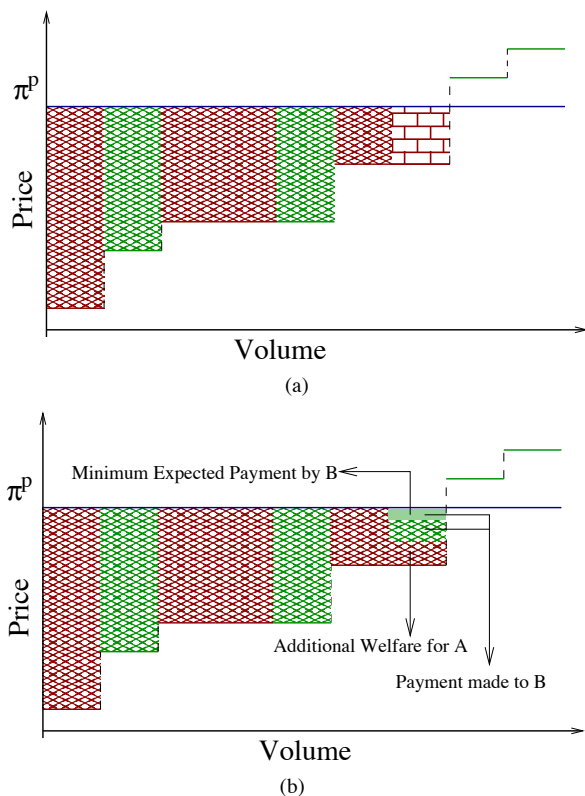 π^p
Price
Volume
(a)
Minimum Expected Payment by B
π^p
Price
Additional Welfare for A
Payment made to B
Volume
(b)